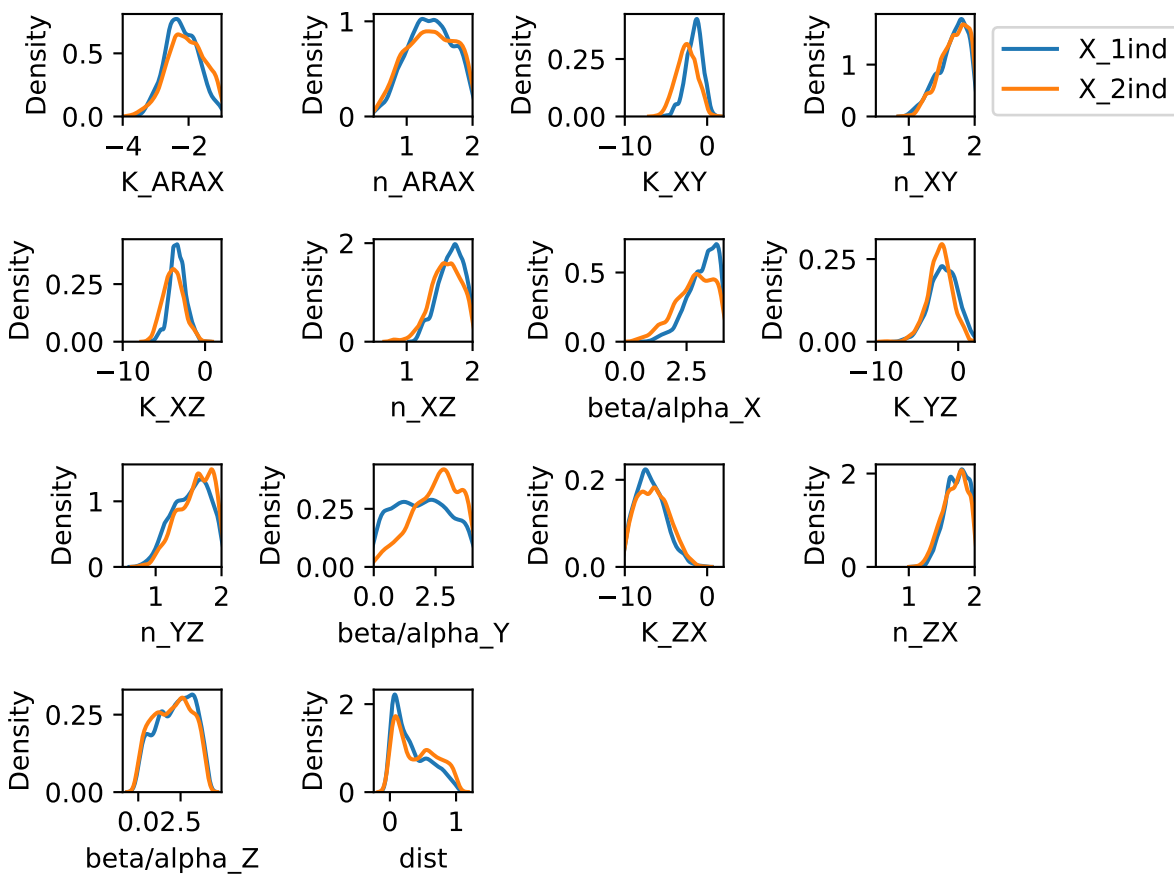 Density
0.5
0.0
−4
−2
K_ARAX
Density
1
0
1
2
n_ARAX
Density
0.25
0.00
−10
0
K_XY
Density
1
0
1
2
n_XY
X_1ind
X_2ind
Density
0.25
0.00
−10
0
K_XZ
Density
2
1
0
1
2
n_XZ
Density
0.5
0.0
0.0
2.5
beta/alpha_X
Density
0.25
0.00
−10
0
K_YZ
Density
1
0
1
2
n_YZ
Density
0.25
0.00
0.0
2.5
beta/alpha_Y
Density
0.2
0.0
−10
0
K_ZX
Density
2
0
1
2
n_ZX
Density
0.25
0.00
0.02.5
beta/alpha_Z
Density
2
0
0
1
dist